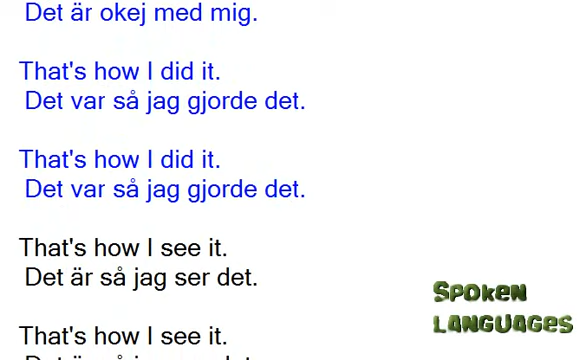 Det är okej med mig.
That's how I did it.
Det var så jag gjorde det.
That's how I did it.
Det var så jag gjorde det.
That's how I see it.
Det är så jag ser det.
That's how I see it.
SPOKEN
LANGUAGES